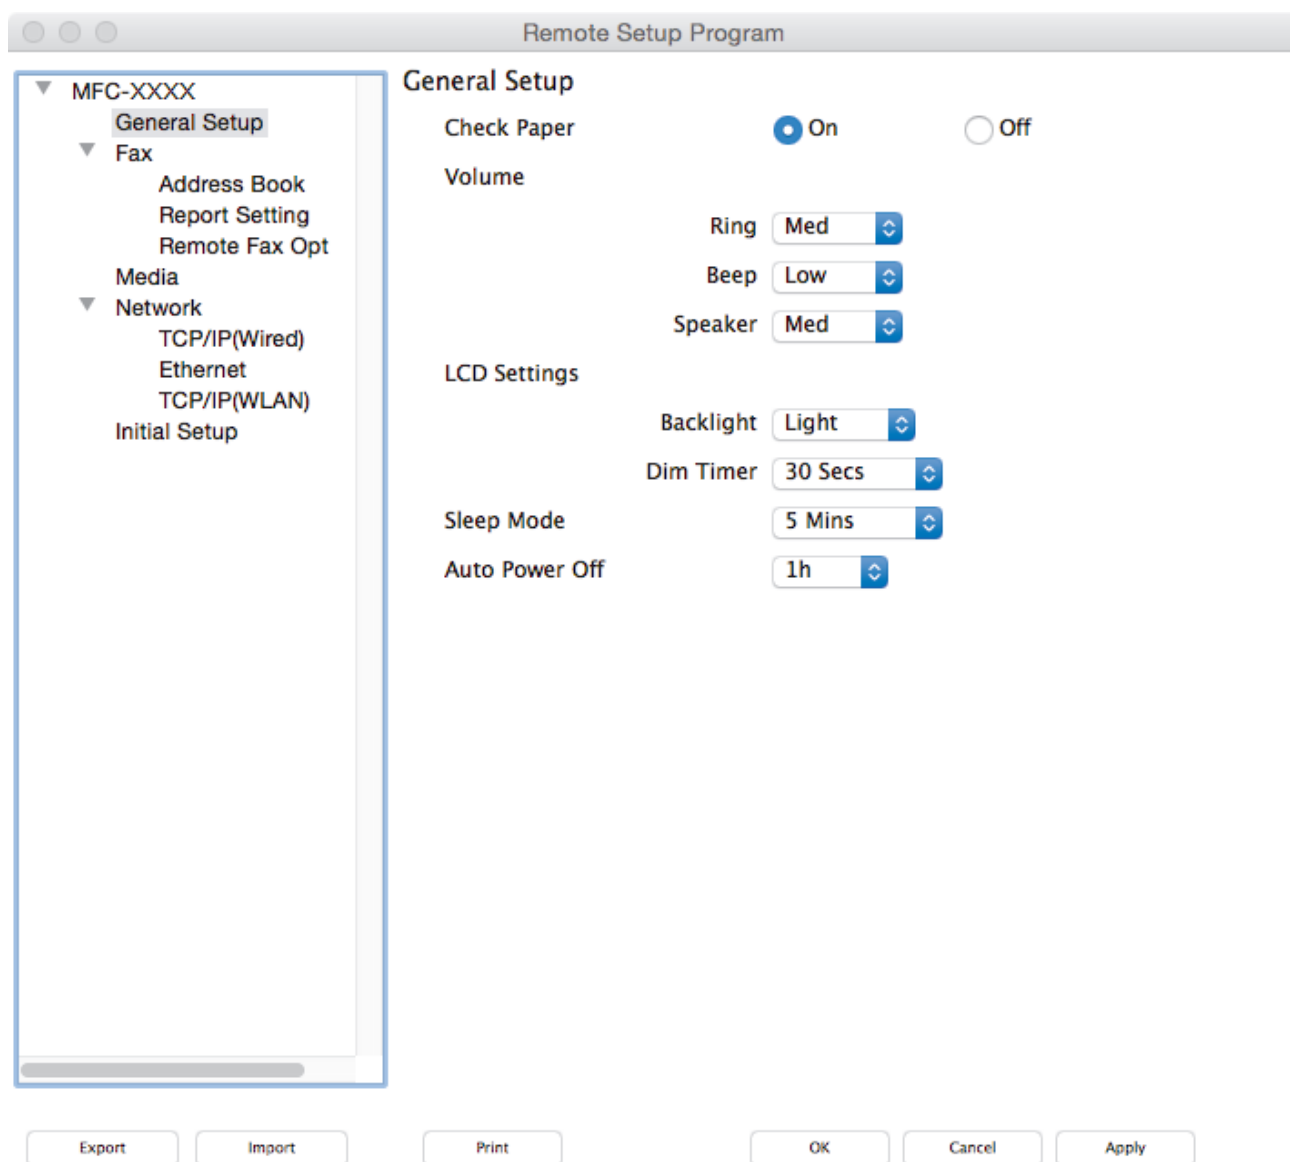 Remote Setup Program
MFC-XXXX
General Setup
Fax
Address Book
Report Setting
Remote Fax Opt
Media
Network
TCP/IP(Wired)
Ethernet
TCP/IP(WLAN)
Initial Setup
General Setup
Check Paper On Off
Volume
Ring Med
Beep Low
Speaker Med
LCD Settings
Backlight Light
Dim Timer 30 Secs
Sleep Mode 5 Mins
Auto Power Off 1h
Export Import Print OK Cancel Apply